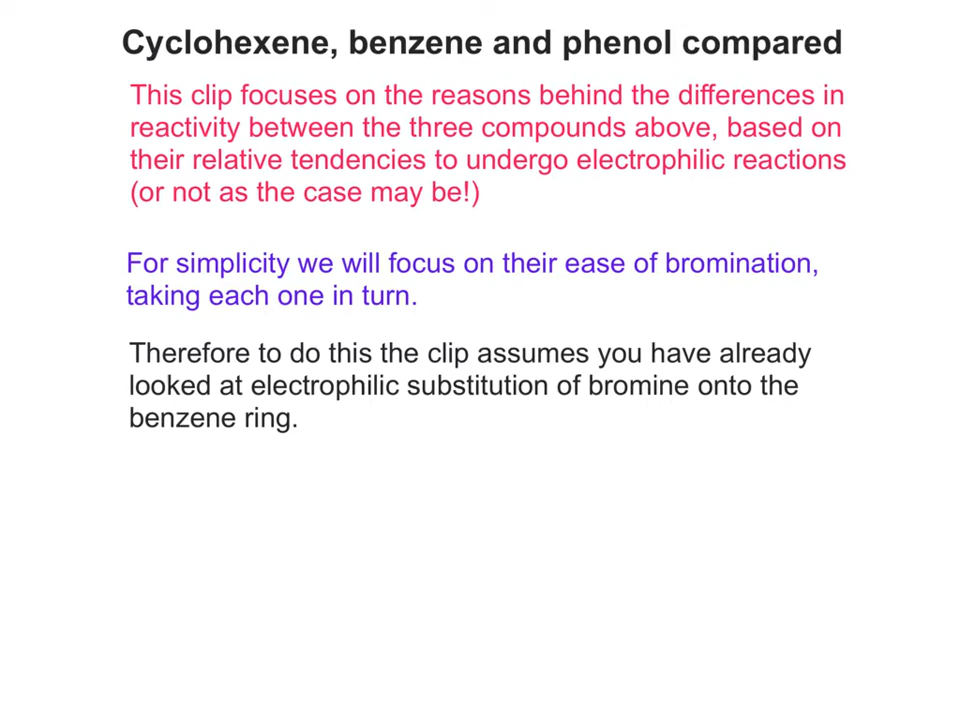 Cyclohexene, benzene and phenol compared
This clip focuses on the reasons behind the differences in
reactivity between the three compounds above, based on
their relative tendencies to undergo electrophilic reactions
(or not as the case may be!)
For simplicity we will focus on their ease of bromination,
taking each one in turn.
Therefore to do this the clip assumes you have already
looked at electrophilic substitution of bromine onto the
benzene ring.